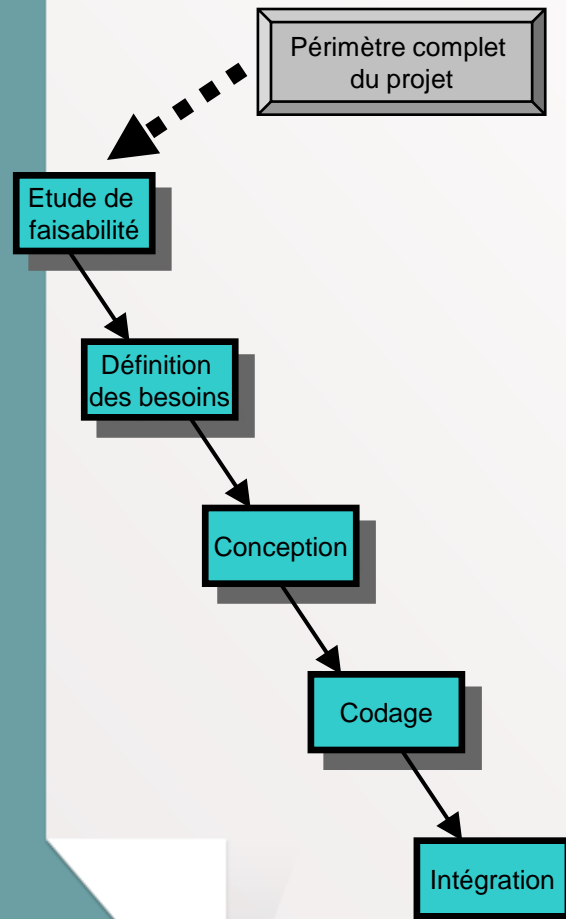 Périmètre complet
du projet
Etude de
faisabilité
Définition
des besoins
Conception
Codage
Intégration